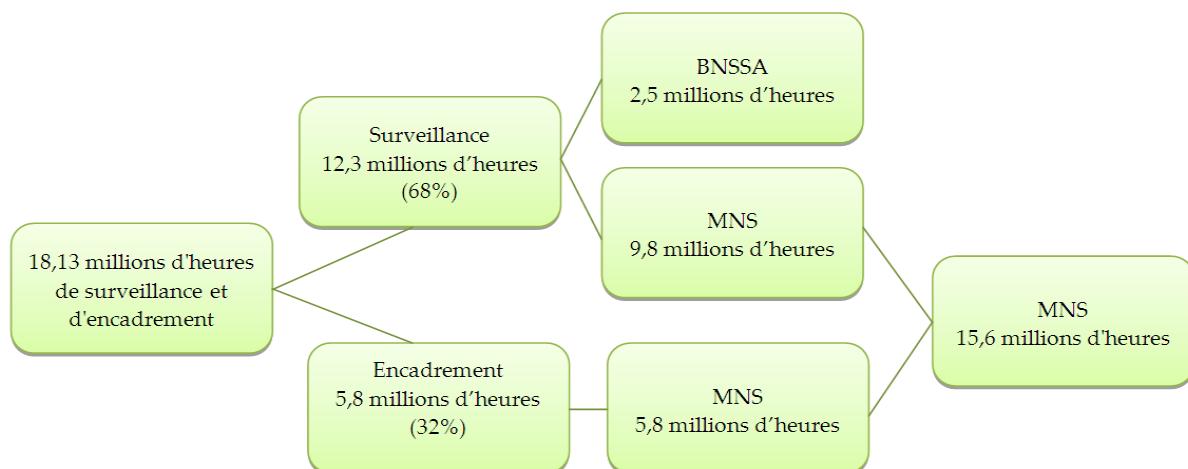 18,13 millions d'heures
de surveillance et
d'encadrement
Surveillance
12,3 millions d’heures
(68%)
Encadrement
5,8 millions d’heures
(32%)
BNSSA
2,5 millions d’heures
MNS
9,8 millions d’heures
MNS
5,8 millions d’heures
MNS
15,6 millions d'heures